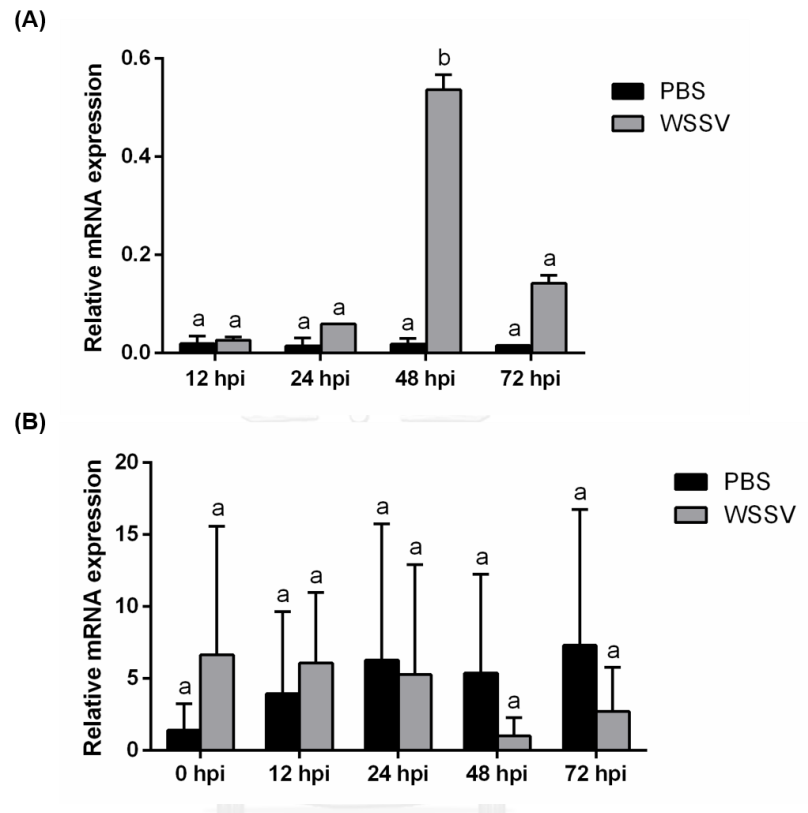 (A)
Relative mRNA expression
0.6
0.4
0.2
0.0
b
a a a a a a a
12 hpi 24 hpi 48 hpi 72 hpi
PBS
WSSV
(B)
Relative mRNA expression
20
15
10
5
0
a a a a a a a a a a
0 hpi 12 hpi 24 hpi 48 hpi 72 hpi
PBS
WSSV